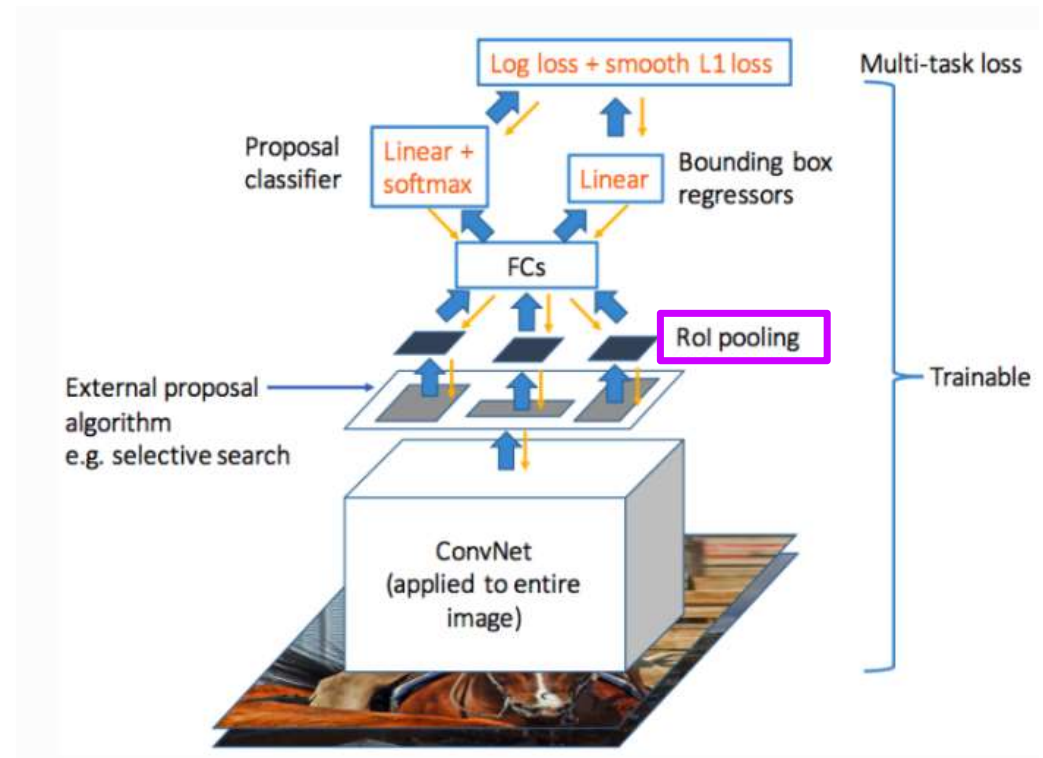 Log loss + smooth L1 loss
Multi-task loss
Proposal
classifier
Linear +
softmax
Linear
Bounding box
regressors
FCs
RoI pooling
External proposal
algorithm
e.g. selective search
Trainable
ConvNet
(applied to entire
image)